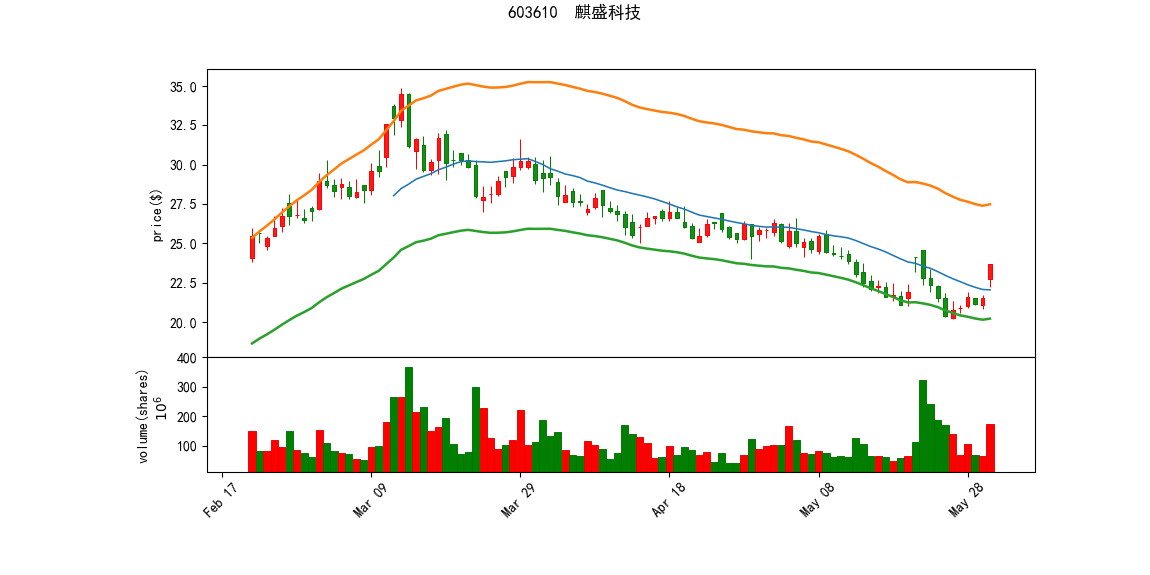 603610 麒盛科技
price($)
35.0
32.5
30.0
27.5
25.0
22.5
20.0
volume(shares)
10^6
400
300
200
100
Feb 17
Mar 09
Mar 29
Apr 18
May 08
May 28